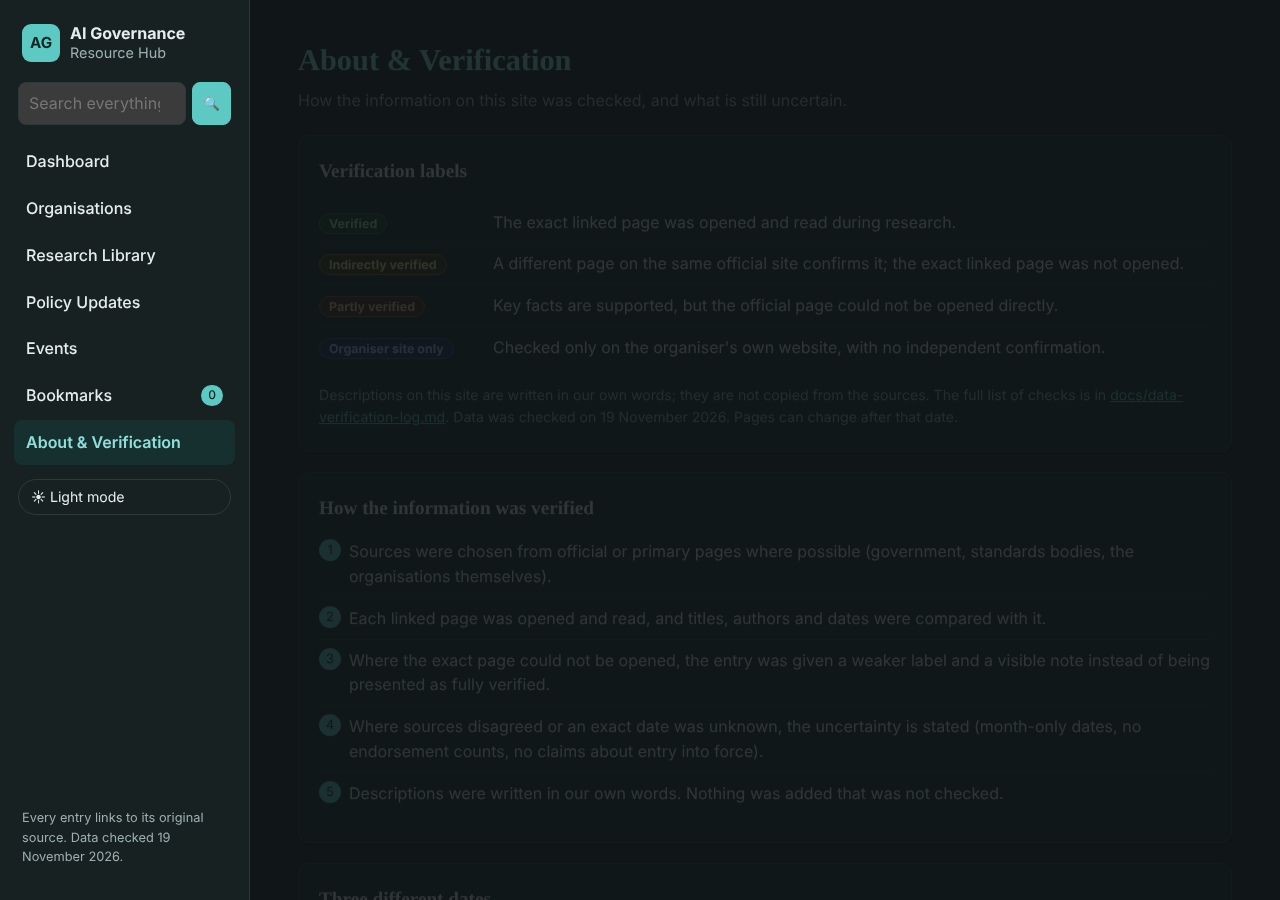 AG
AI Governance
Resource Hub
Search everything
Dashboard
Organisations
Research Library
Policy Updates
Events
Bookmarks 0
About & Verification
☀ Light mode
Every entry links to its original
source. Data checked 19
November 2026.
About & Verification
How the information on this site was checked, and what is still uncertain.
Verification labels
Verified The exact linked page was opened and read during research.
Indirectly verified A different page on the same official site confirms it; the exact linked page was not opened.
Partly verified Key facts are supported, but the official page could not be opened directly.
Organiser site only Checked only on the organiser's own website, with no independent confirmation.
Descriptions on this site are written in our own words; they are not copied from the sources. The full list of checks is in docs/data-
verification-log.md. Data was checked on 19 November 2026. Pages can change after that date.
How the information was verified
1 Sources were chosen from official or primary pages where possible (government, standards bodies, the
organisations themselves).
2 Each linked page was opened and read, and titles, authors and dates were compared with it.
3 Where the exact page could not be opened, the entry was given a weaker label and a visible note instead of being
presented as fully verified.
4 Where sources disagreed or an exact date was unknown, the uncertainty is stated (month-only dates, no
endorsement counts, no claims about entry into force).
5 Descriptions were written in our own words. Nothing was added that was not checked.
Three different dates